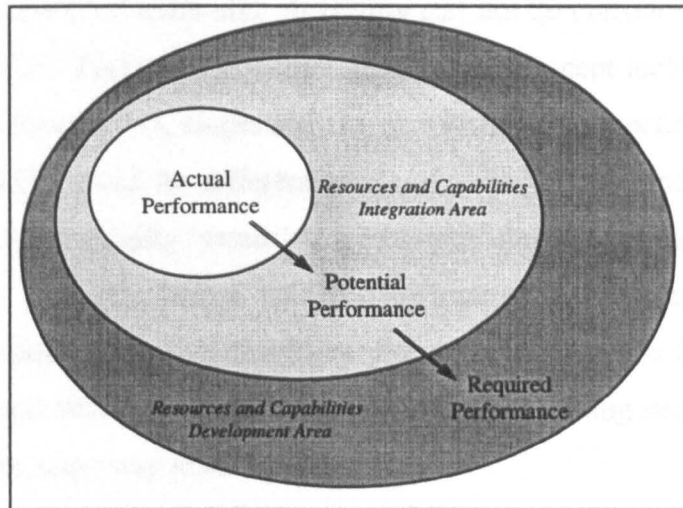 Actual
Performance
Resources and Capabilities
Integration Area
Potential
Performance
Required
Performance
Resources and Capabilities
Development Area